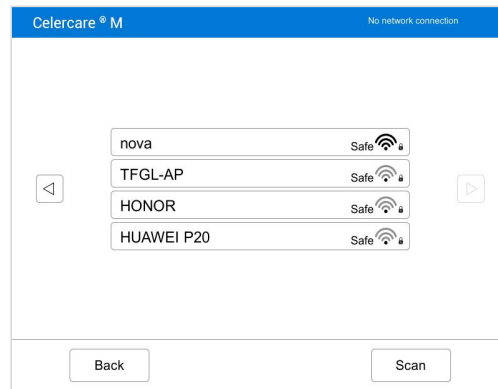 Celercare ® M
No network connection
nova Safe
TFGL-AP Safe
HONOR Safe
HUAWEI P20 Safe
Back
Scan